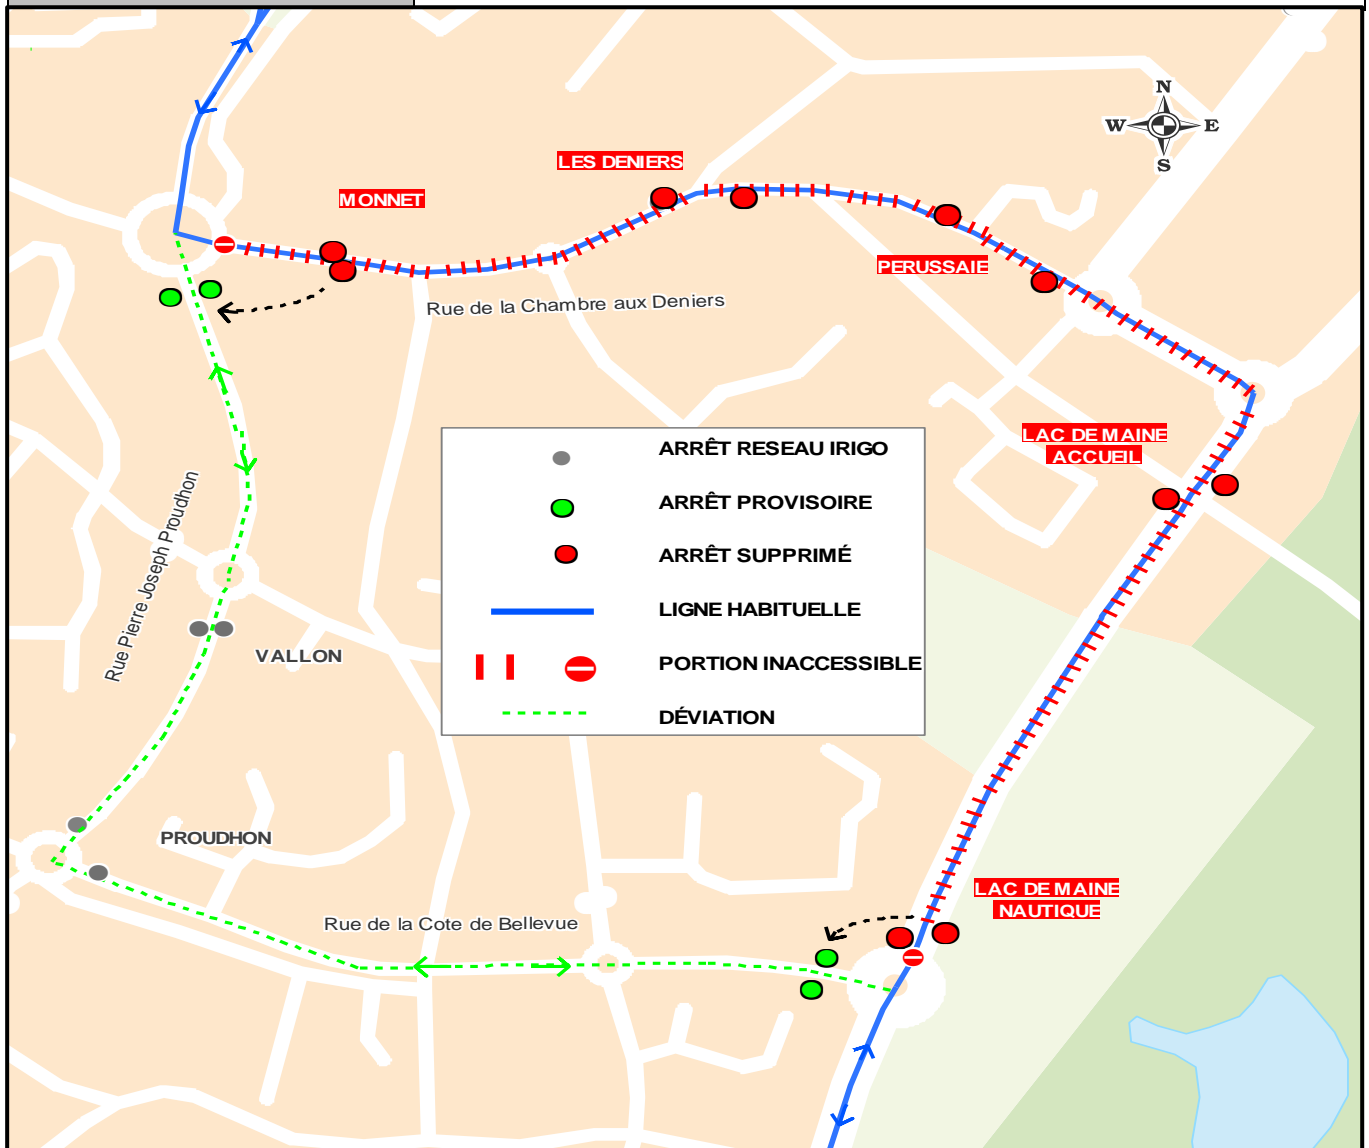 N
W E
S
LES DENIERS
MONNET
PERUSSAIE
Rue de la Chambre aux Deniers
LAC DE MAINE
ACCUEIL
ARRÊT RESEAU IRIGO
ARRÊT PROVISOIRE
ARRÊT SUPPRIMÉ
LIGNE HABITUELLE
PORTION INACCESSIBLE
DÉVIATION
Rue Pierre Joseph Proudhon
VALLON
PROUDHON
Rue de la Cote de Bellevue
LAC DE MAINE
NAUTIQUE